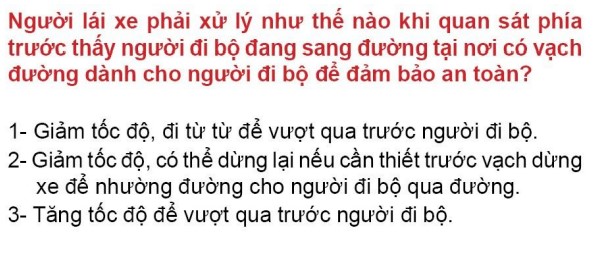 Người lái xe phải xử lý như thế nào khi quan sát phía
trước thấy người đi bộ đang sang đường tại nơi có vạch
đường dành cho người đi bộ để đảm bảo an toàn?
1- Giảm tốc độ, đi từ từ để vượt qua trước người đi bộ.
2- Giảm tốc độ, có thể dừng lại nếu cần thiết trước vạch dừng
xe để nhường đường cho người đi bộ qua đường.
3- Tăng tốc độ để vượt qua trước người đi bộ.